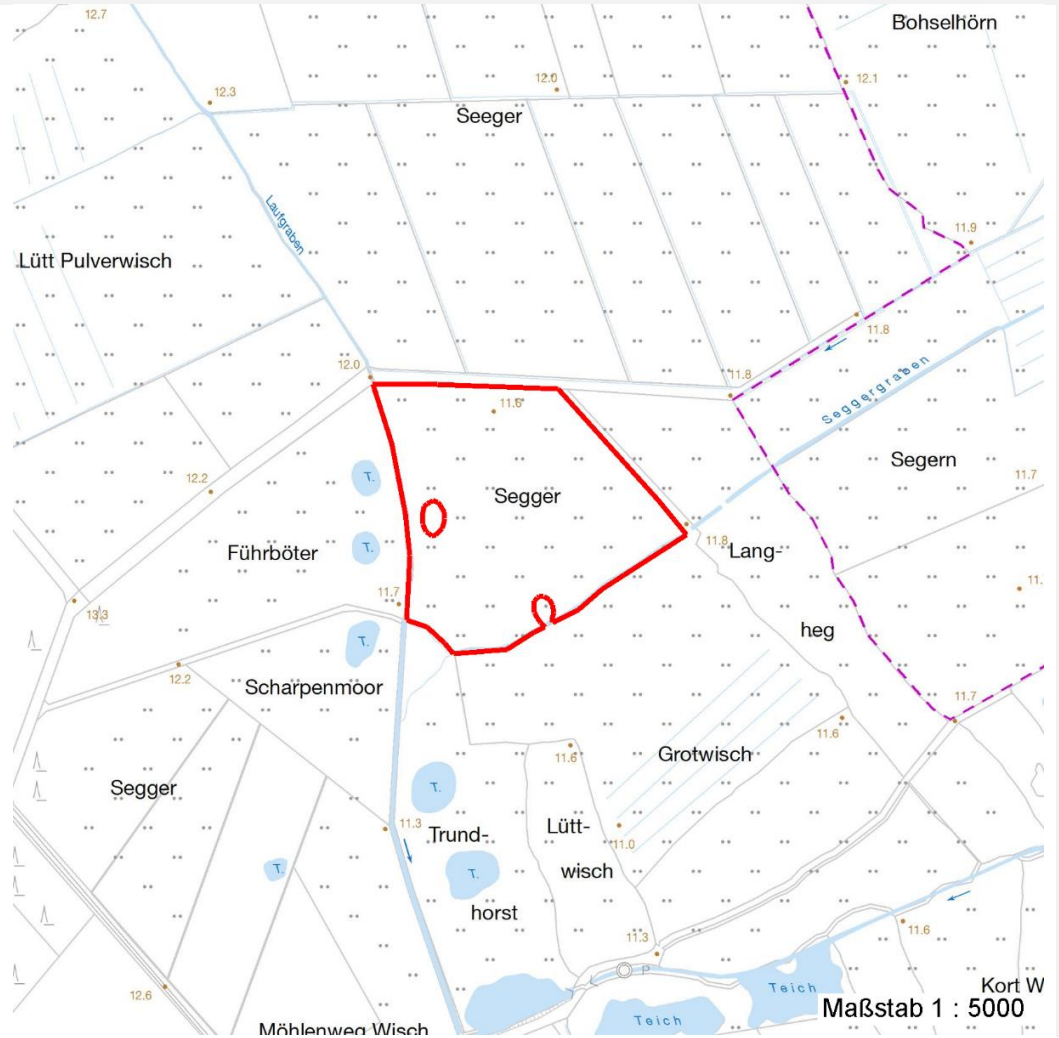 12.7
Bohselhörn
12.3
12.0
12.1
Seeger
Laufgraben
11.9
Lütt Pulverwisch
11.8
12.0
11.8
11.6
Seggergraben
Segern
11.7
T.
12.2
Segger
11.8
Lang-
Führböter
T.
11.7
13.3
heg
T.
12.2
Scharpenmoor
11.7
11.6
11.6
Grotwisch
Segger
T.
11.3
Trund-
Lütt-
11.0
T.
T.
wisch
horst
11.3
11.6
P
12.6
Teich
Kort W
Maßstab 1 : 5000
Teich
Möhlenweg Wisch